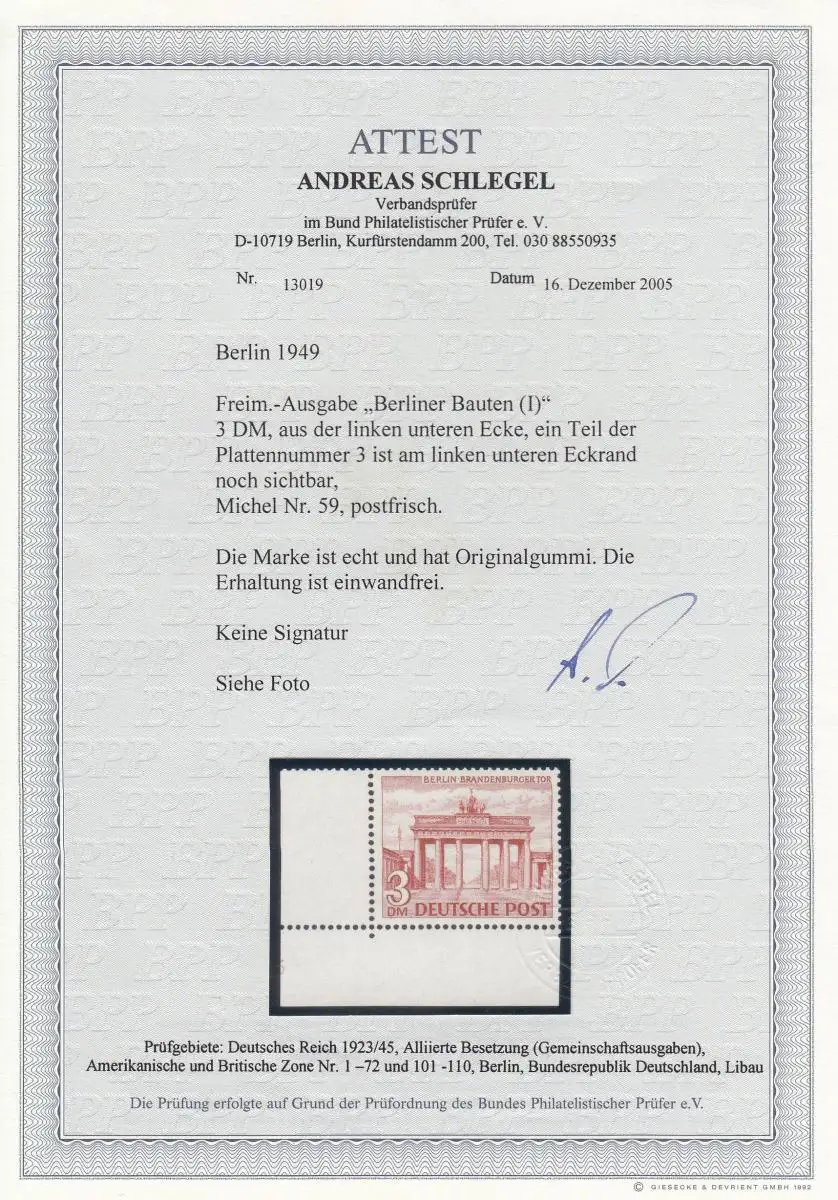 ATTEST
ANDREAS SCHLEGEL
Verbandsprüfer
im Bund Philatelistischer Prüfer e. V.
D-10719 Berlin, Kurfürstendamm 200, Tel. 030 88550935
Nr. 13019 Datum 16. Dezember 2005
Berlin 1949
Freim.-Ausgabe „Berliner Bauten (I)“
3 DM, aus der linken unteren Ecke, ein Teil der
Plattennummer 3 ist am linken unteren Eckrand
noch sichtbar,
Michel Nr. 59, postfrisch.
Die Marke ist echt und hat Originalgummi. Die
Erhaltung ist einwandfrei.
Keine Signatur
Siehe Foto
BERLIN BRANDENBURGER TOR
3
DM DEUTSCHE POST
Prüfgebiete: Deutsches Reich 1923/45, Alliierte Besetzung (Gemeinschaftsausgaben),
Amerikanische und Britische Zone Nr. 1 –72 und 101 -110, Berlin, Bundesrepublik Deutschland, Libau
Die Prüfung erfolgte auf Grund der Prüfordnung des Bundes Philatelistischer Prüfer e.V.
© GIESECKE & DEVRIENT GMBH 1992